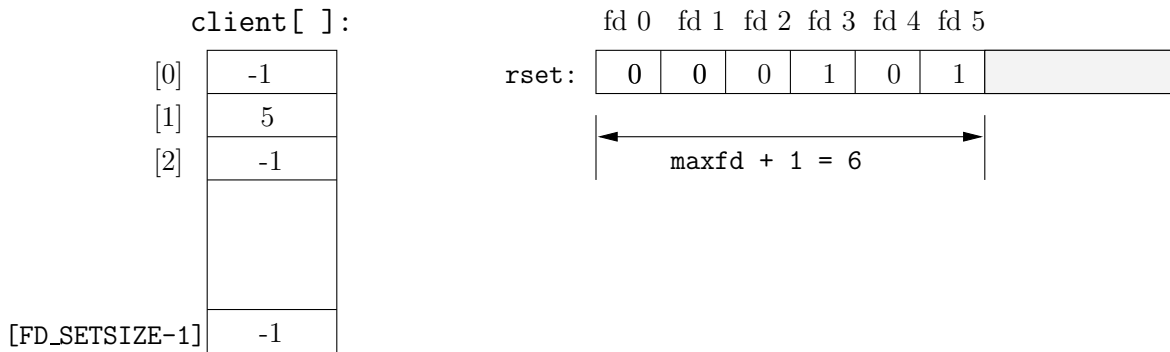 client[ ]:
fd 0 fd 1 fd 2 fd 3 fd 4 fd 5
[0] -1
rset: 0 0 0 1 0 1
[1] 5
[2] -1
maxfd + 1 = 6
[FD_SETSIZE-1] -1